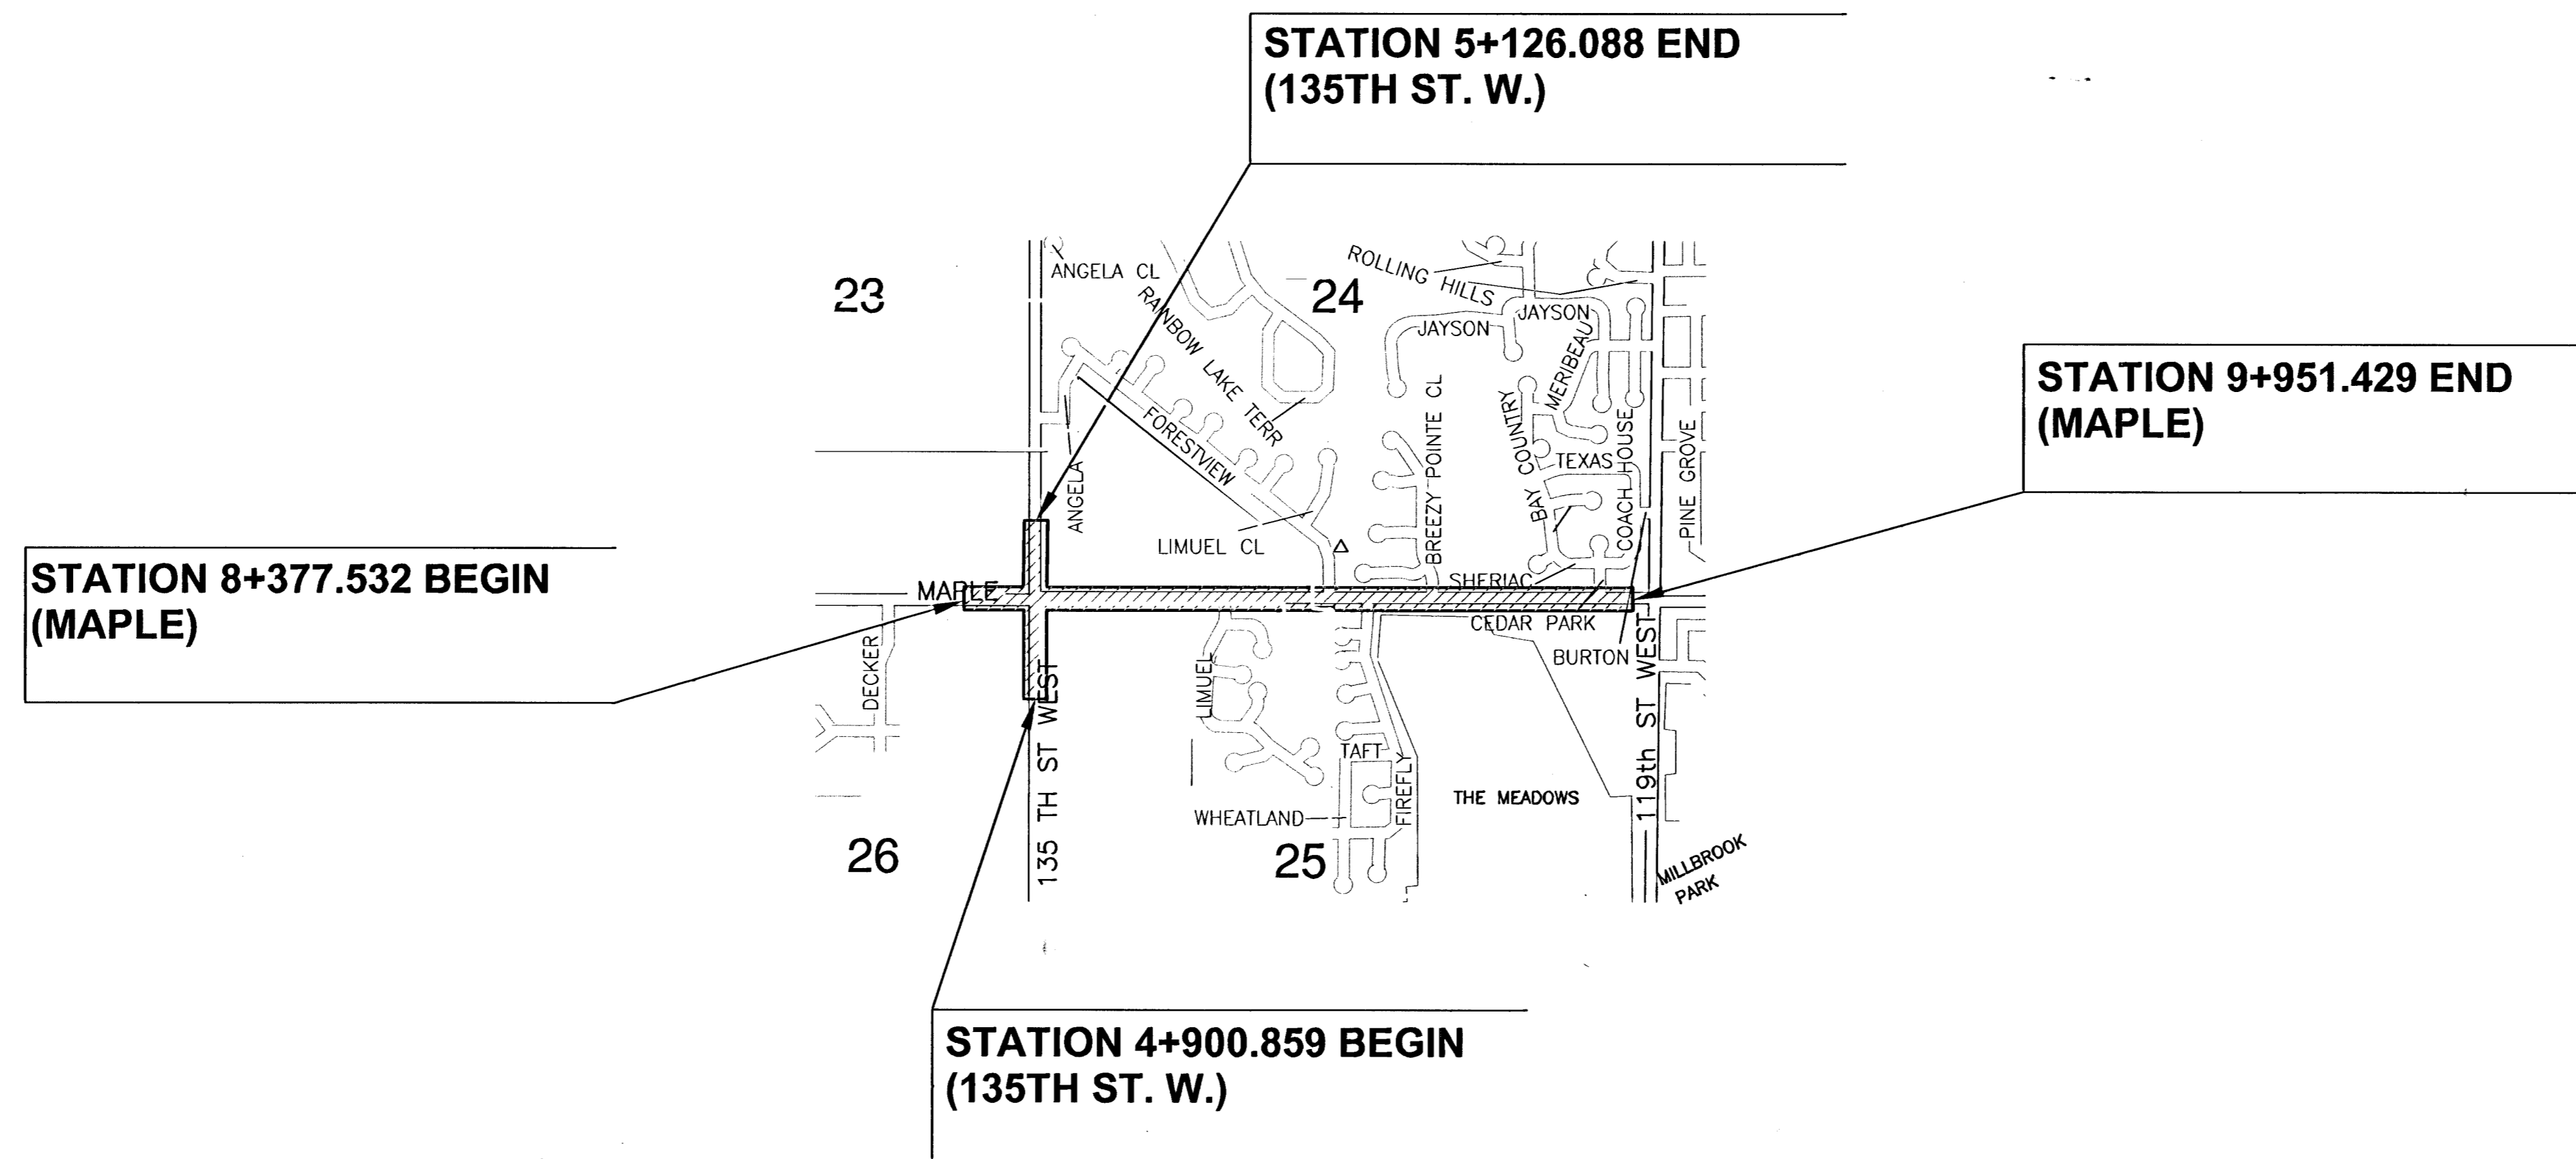 STATION 5+126.088 END
(135TH ST. W.)
23
ANGELA CL
24
ROLLING HILLS
RAINBOW LAKE TERR
JAYSON
JAYSON
MERIBEAU
STATION 9+951.429 END
(MAPLE)
FORESTVIEW
BREEZY POINTE CL
BAY COUNTRY
COACH HOUSE
PINE GROVE
TEXAS
ANGELA
LIMUEL CL
STATION 8+377.532 BEGIN
(MAPLE)
MAPLE
SHERIAC
CEDAR PARK
BURTON
DECKER
LIMUEL
135 TH ST WEST
119th ST WEST
TAFT
FIREFLY
WHEATLAND
THE MEADOWS
26
25
MILLBROOK
PARK
STATION 4+900.859 BEGIN
(135TH ST. W.)